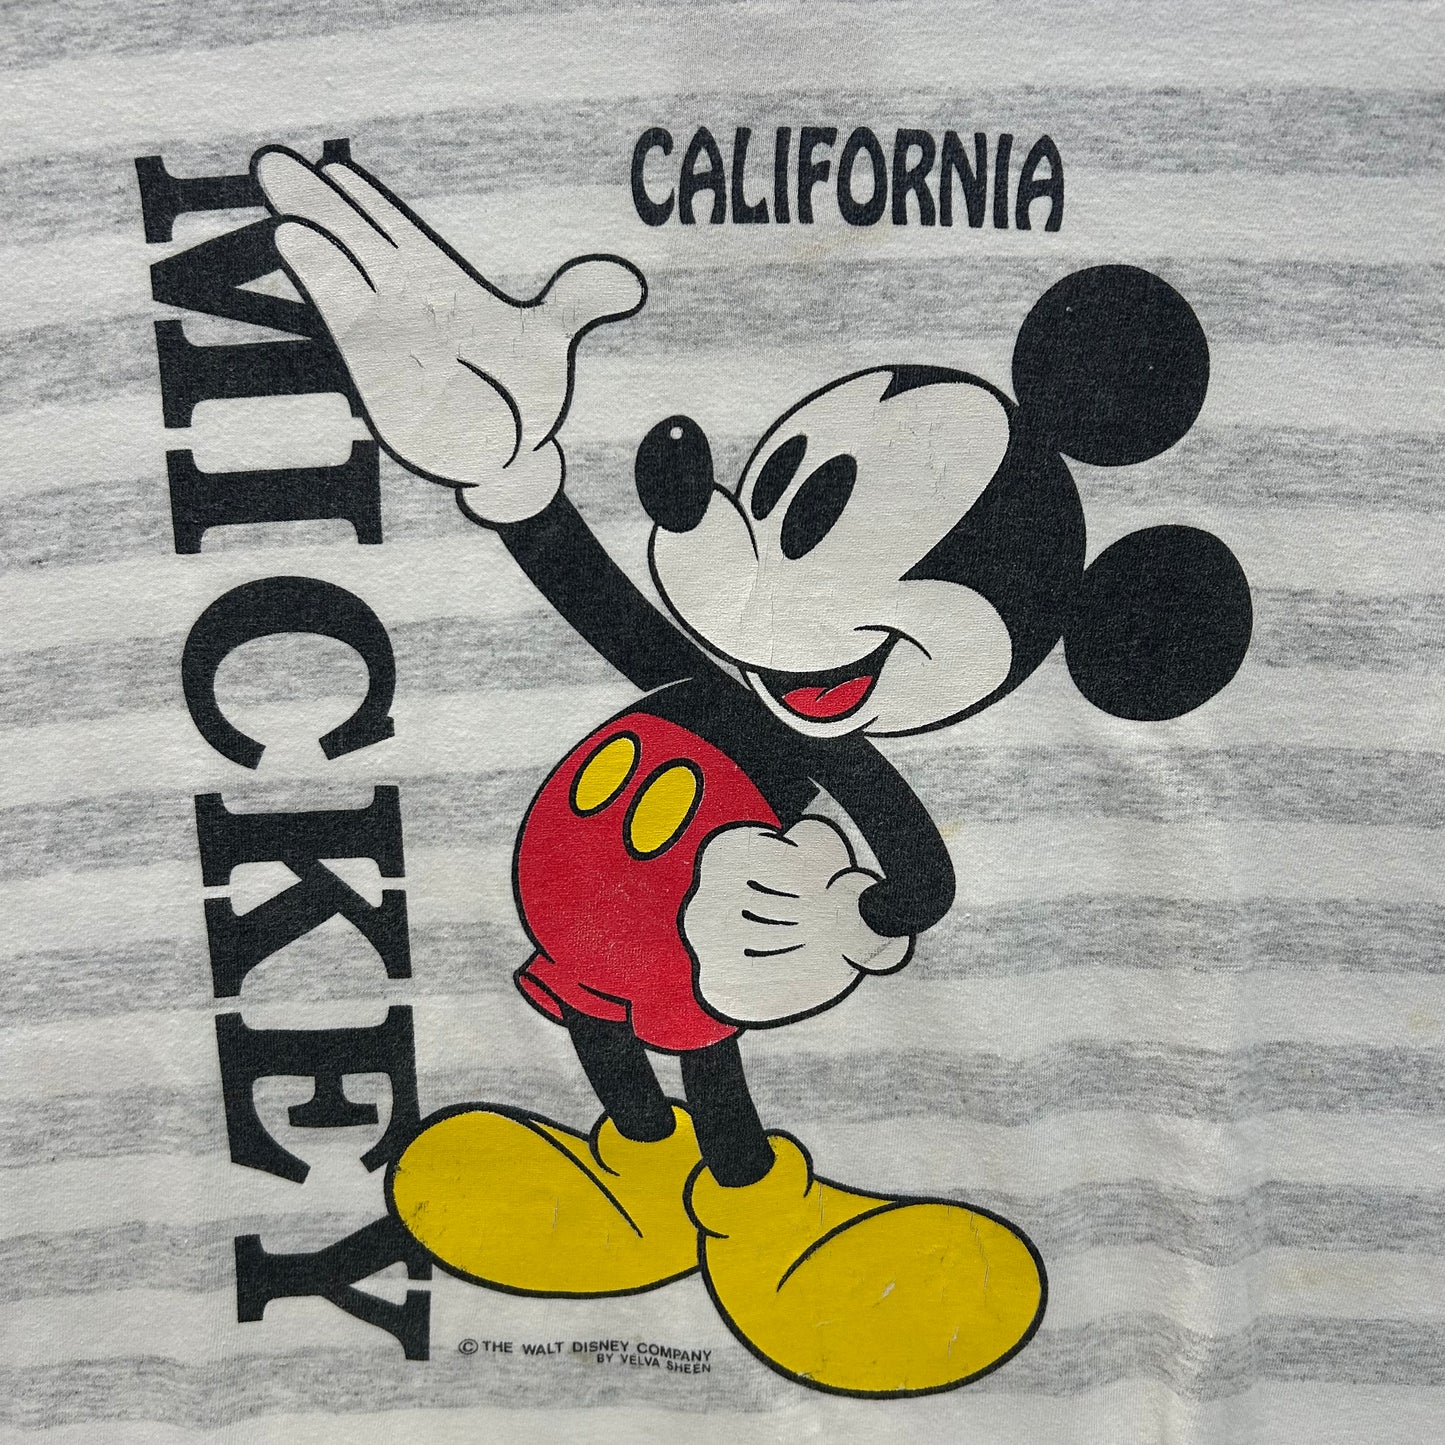 CALIFORNIA
MICKEY
© THE WALT DISNEY COMPANY
BY VELVA SHEEN